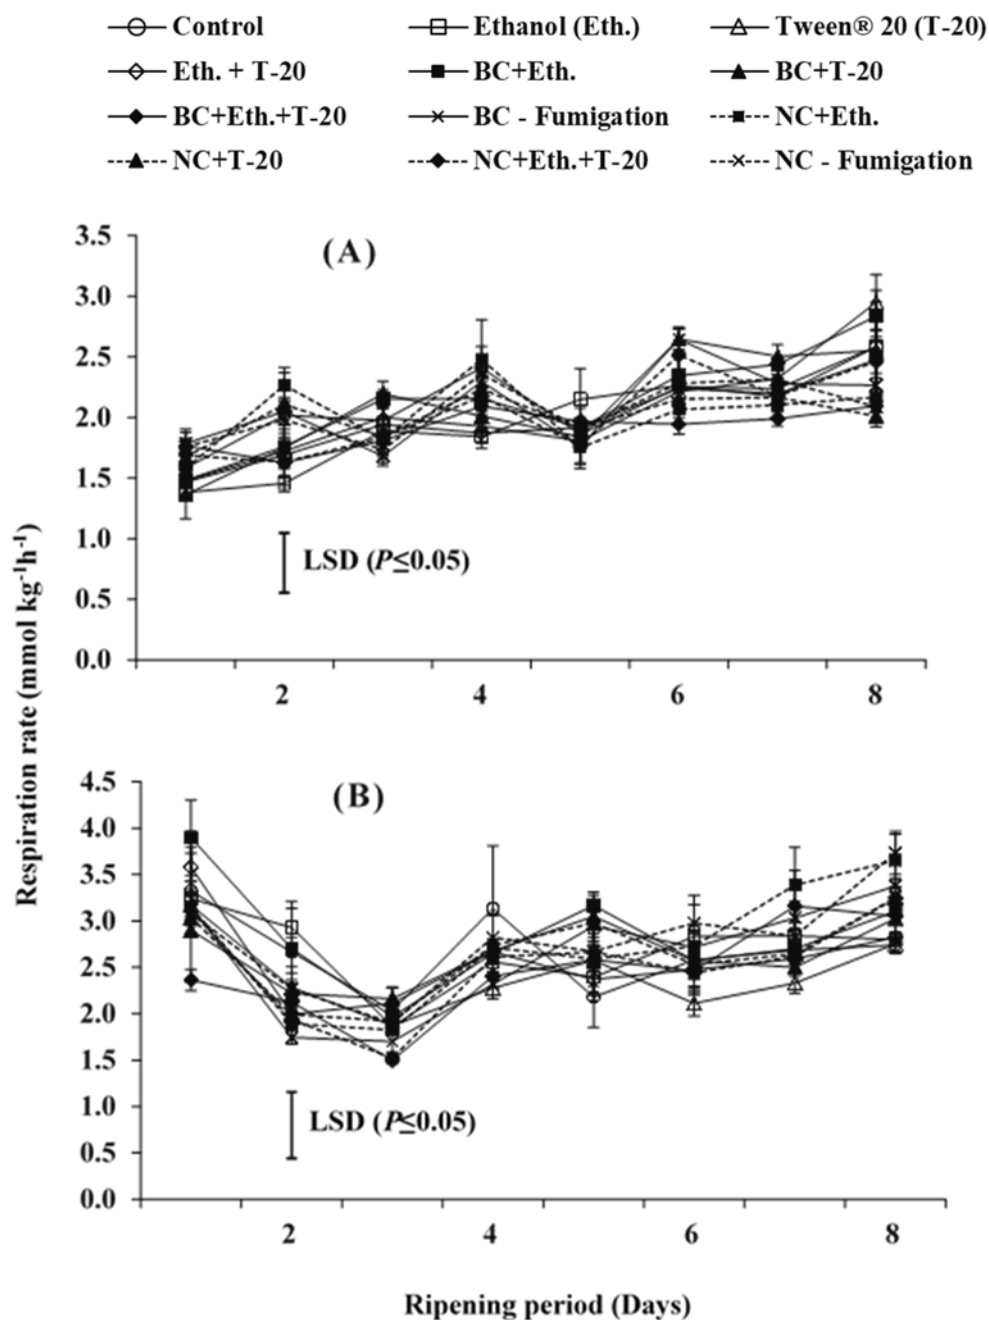 Control Ethanol (Eth.) Tween® 20 (T-20)
Eth. + T-20 BC+Eth. BC+T-20
BC+Eth.+T-20 BC - Fumigation NC+Eth.
NC+T-20 NC+Eth.+T-20 NC - Fumigation
Respiration rate (mmol kg⁻¹h⁻¹)
(A)
3.5
3.0
2.5
2.0
1.5
1.0
0.5
0.0
LSD (P≤0.05)
2 4 6 8
(B)
4.5
4.0
3.5
3.0
2.5
2.0
1.5
1.0
0.5
0.0
LSD (P≤0.05)
2 4 6 8
Ripening period (Days)